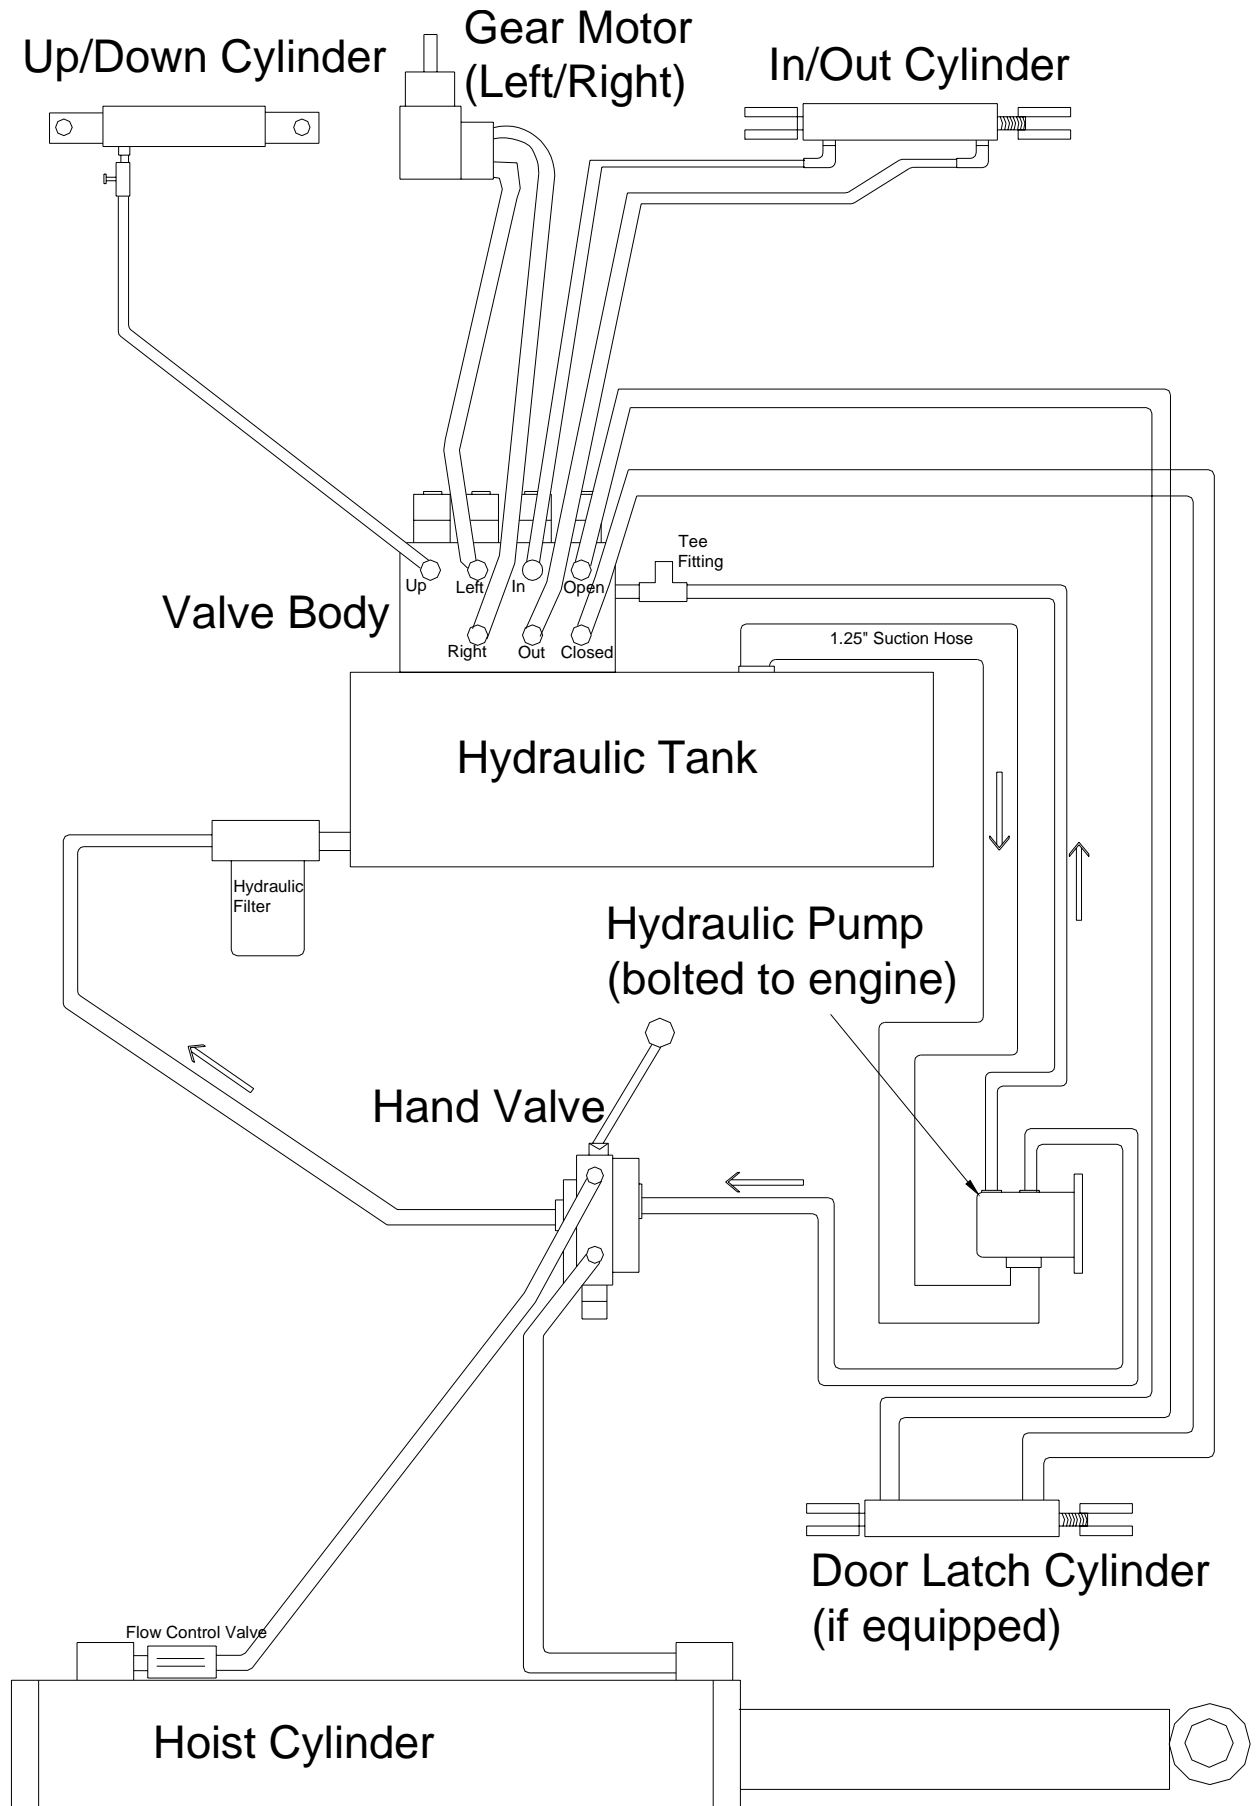 Gear Motor
(Left/Right)
Up/Down Cylinder
In/Out Cylinder
Tee
Fitting
Up
Left
In
Open
Valve Body
Right
Out
Closed
1.25" Suction Hose
Hydraulic Tank
Hydraulic
Filter
Hydraulic Pump
(bolted to engine)
Hand Valve
Door Latch Cylinder
(if equipped)
Flow Control Valve
Hoist Cylinder